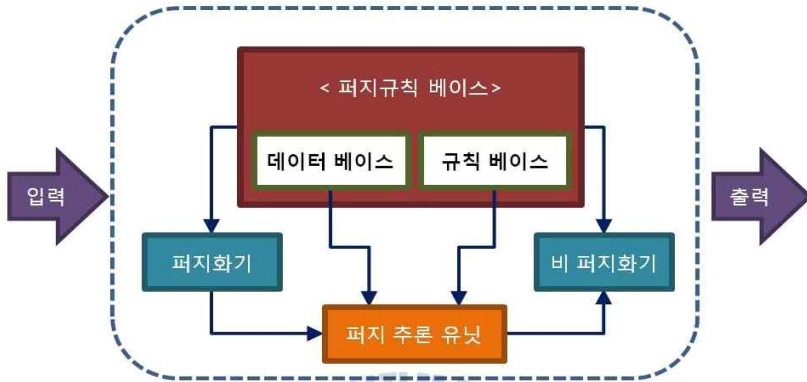 < 퍼지규칙 베이스>
데이터 베이스
규칙 베이스
입력
출력
퍼지화기
비 퍼지화기
퍼지 추론 유닛